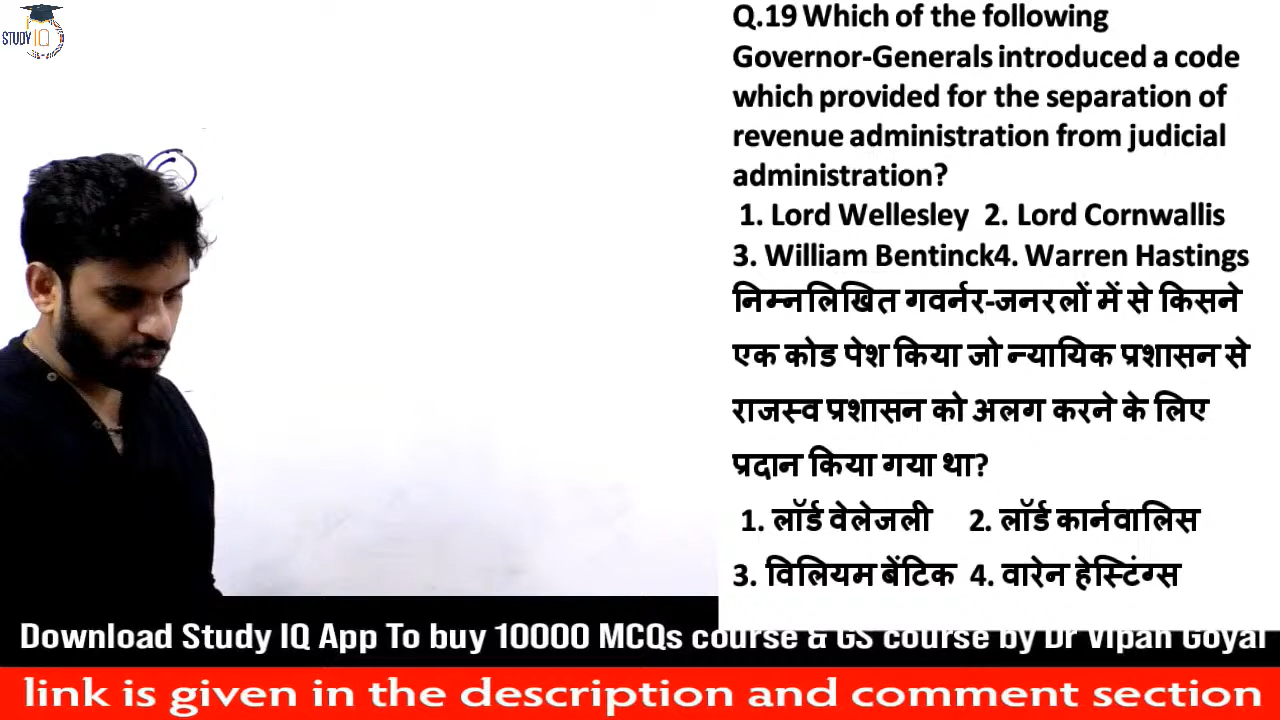 STUDY IQ
Q.19 Which of the following
Governor-Generals introduced a code
which provided for the separation of
revenue administration from judicial
administration?
1. Lord Wellesley 2. Lord Cornwallis
3. William Bentinck4. Warren Hastings
निम्नलिखित गवर्नर-जनरलों में से किसने
एक कोड पेश किया जो न्यायिक प्रशासन से
राजस्व प्रशासन को अलग करने के लिए
प्रदान किया गया था?
1. लॉर्ड वेलेजली 2. लॉर्ड कार्नवालिस
3. विलियम बेंटिक 4. वारेन हेस्टिंग्स
Download Study IQ App To buy 10000 MCQs course & GS course by Dr Vipan Goyal
link is given in the description and comment section